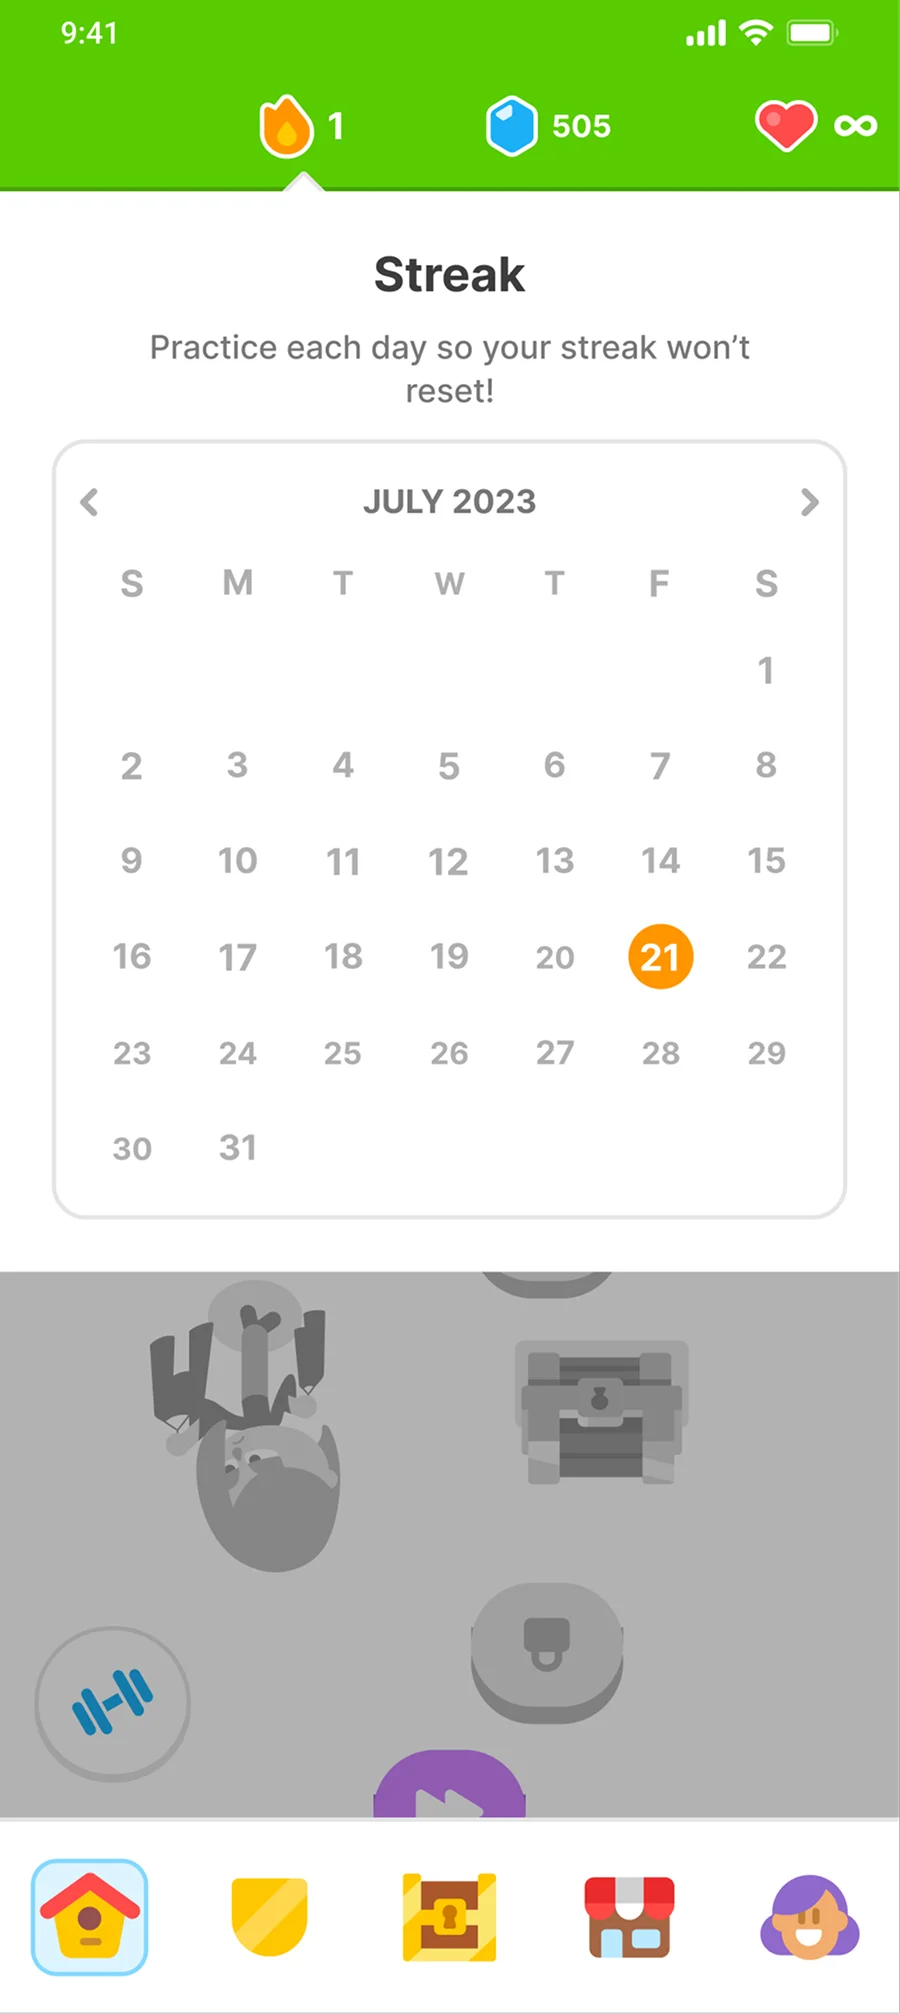 9:41
1 505 ∞
Streak
Practice each day so your streak won’t
reset!
JULY 2023
S M T W T F S
1
2 3 4 5 6 7 8
9 10 11 12 13 14 15
16 17 18 19 20 21 22
23 24 25 26 27 28 29
30 31